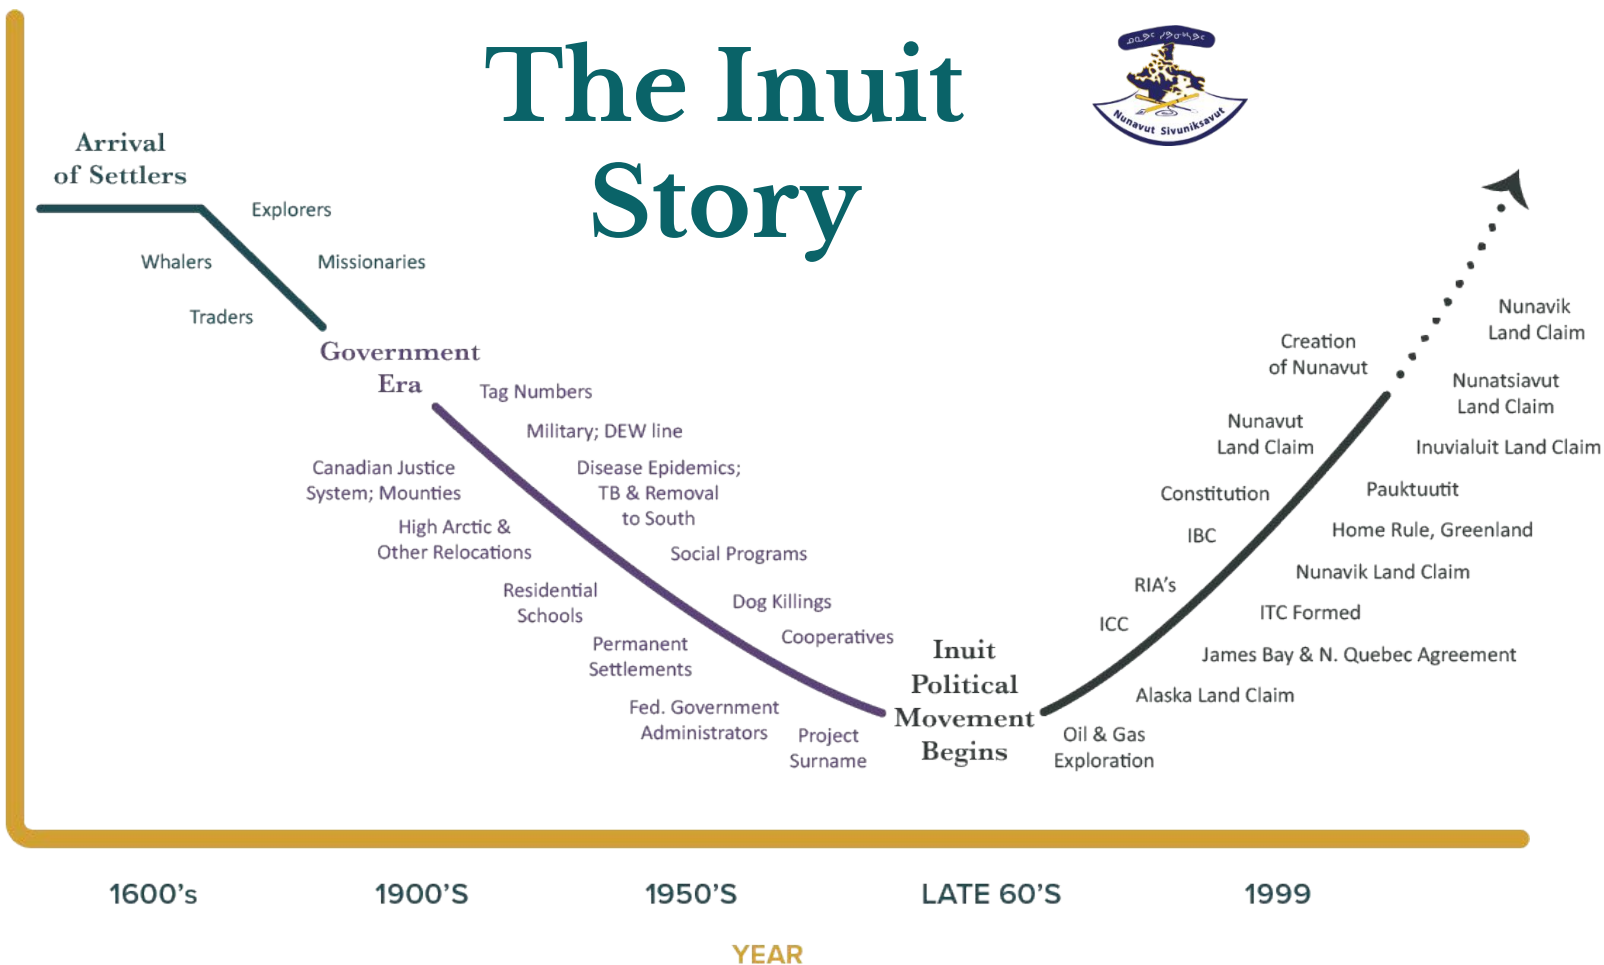 The Inuit
Story
ᓄᓇᕗᑦ ᓯᕗᓂᒃᓴᕗᑦ
Nunavut Sivuniksavut
Arrival
of Settlers
Explorers
Whalers
Missionaries
Traders
Government
Era
Tag Numbers
Military; DEW line
Canadian Justice
System; Mounties
Disease Epidemics;
TB & Removal
to South
High Arctic &
Other Relocations
Social Programs
Residential
Schools
Dog Killings
Cooperatives
Permanent
Settlements
Fed. Government
Administrators
Project
Surname
Inuit
Political
Movement
Begins
Oil & Gas
Exploration
Alaska Land Claim
James Bay & N. Quebec Agreement
ICC
ITC Formed
RIA's
Nunavik Land Claim
IBC
Home Rule, Greenland
Constitution
Pauktuutit
Nunavut
Land Claim
Inuvialuit Land Claim
Creation
of Nunavut
Nunatsiavut
Land Claim
Nunavik
Land Claim
1600's
1900'S
1950'S
LATE 60'S
1999
YEAR